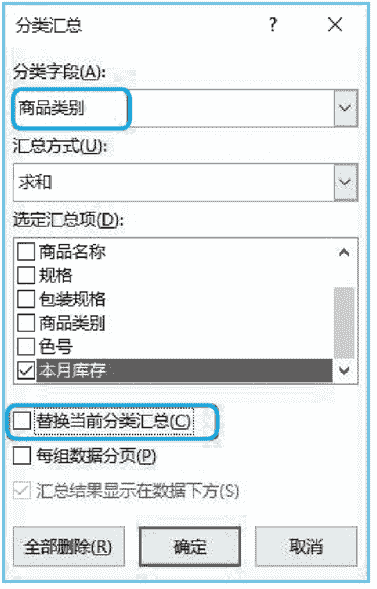 分类汇总 ?
分类字段(A):
商品类别
汇总方式(U):
求和
选定汇总项(D):
商品名称
规格
包装规格
商品类别
色号
本月库存
替换当前分类汇总(C)
每组数据分页(P)
汇总结果显示在数据下方(S)
全部删除(R) 确定 取消